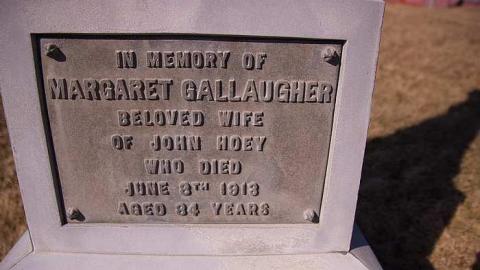 IN MEMORY OF
MARGARET GALLAUGHER
BELOVED WIFE
OF JOHN HOEY
WHO DIED
JUNE 8TH 1913
AGED 84 YEARS